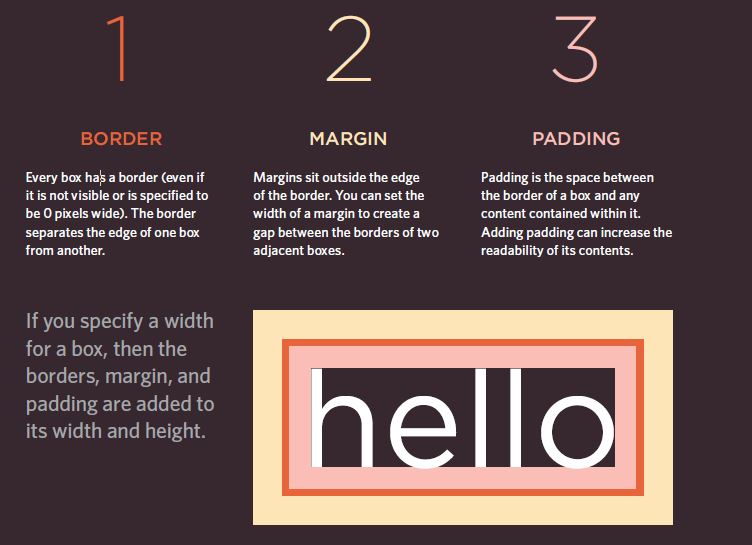 1
BORDER
Every box has a border (even if
it is not visible or is specified to
be 0 pixels wide). The border
separates the edge of one box
from another.
2
MARGIN
Margins sit outside the edge
of the border. You can set the
width of a margin to create a
gap between the borders of two
adjacent boxes.
3
PADDING
Padding is the space between
the border of a box and any
content contained within it.
Adding padding can increase the
readability of its contents.
If you specify a width
for a box, then the
borders, margin, and
padding are added to
its width and height.
hello